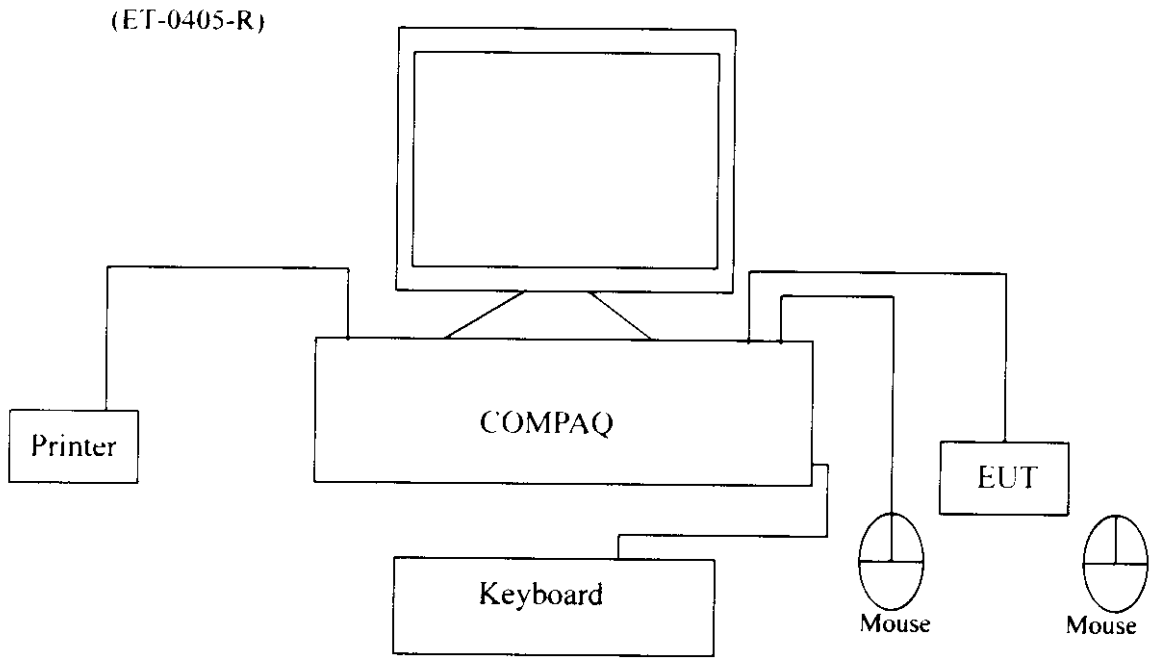 (ET-0405-R)
COMPAQ
Printer
EUT
Keyboard
Mouse
Mouse